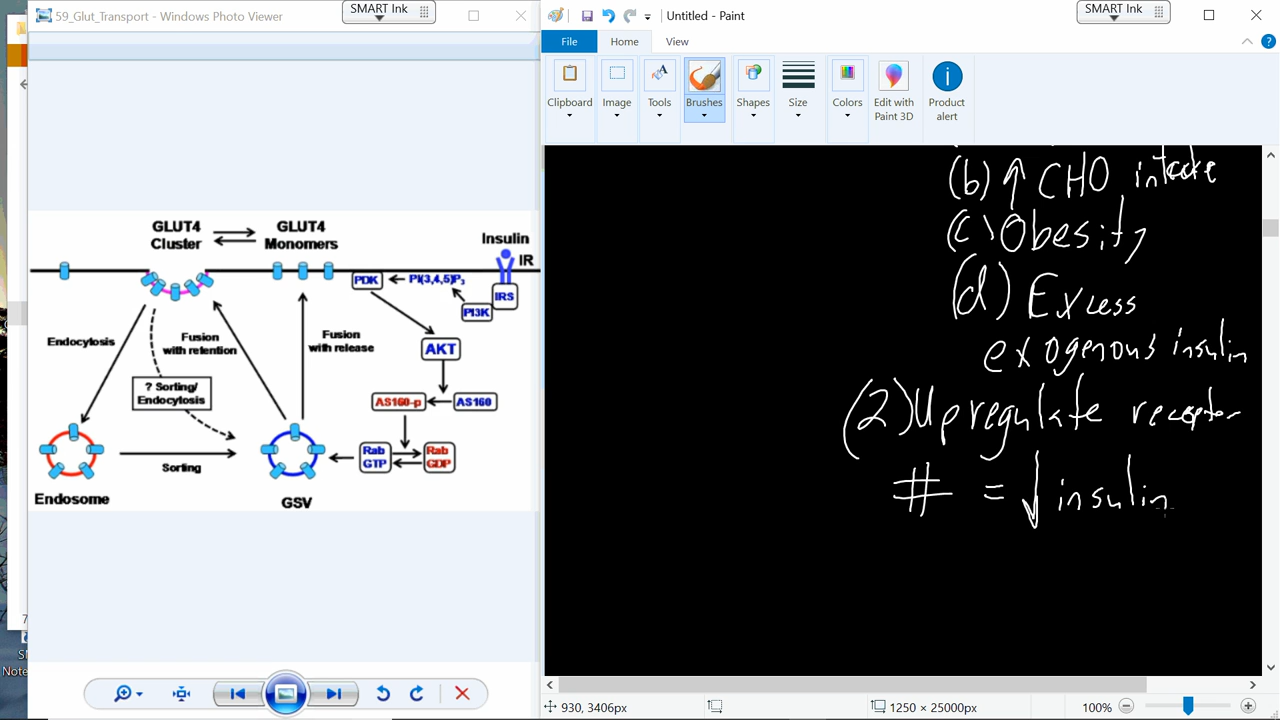 59_Glut_Transport - Windows Photo Viewer
SMART Ink
Untitled - Paint
SMART Ink
File
Home
View
Clipboard
Image
Tools
Brushes
Shapes
Size
Colors
Edit with
Paint 3D
Product
alert
GLUT4
Cluster
GLUT4
Monomers
Insulin
IR
PDK
PI(3,4,5)P3
IRS
PI3K
Endocytosis
Fusion
with retention
Fusion
with release
AKT
? Sorting/
Endocytosis
AS160-p
AS160
Rab
GTP
Rab
GDP
Sorting
Endosome
GSV
(b) ↑ CHO intake
(c) Obesity
(d) Excess
exogenous insulin
(2) Upregulate receptor
# = ↓ insulin
Note
930, 3406px
1250 × 25000px
100%